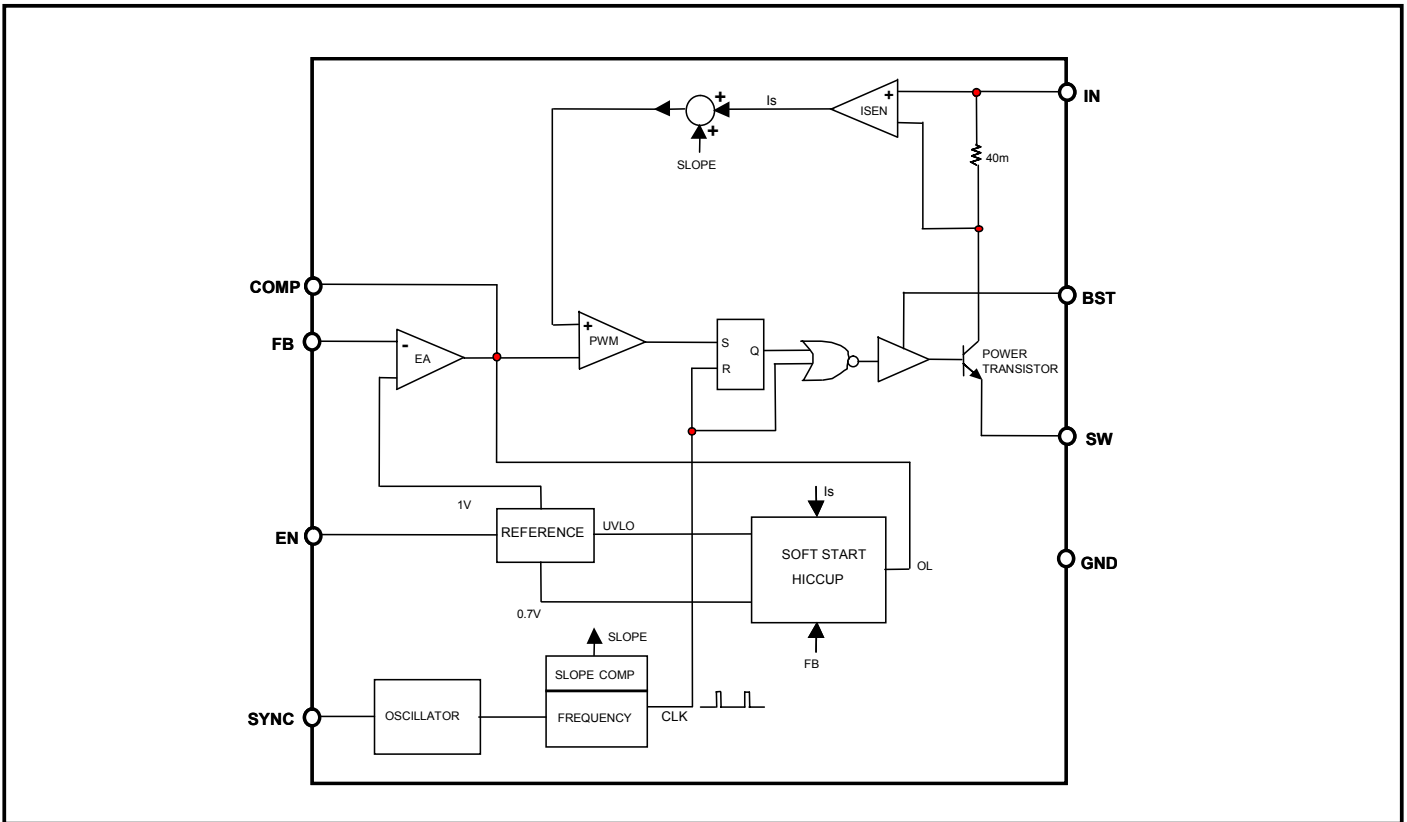 IN
+
Is
ISEN
+
+
SLOPE
40m
COMP
BST
FB
-
EA
+
PWM
S
Q
R
POWER
TRANSISTOR
SW
1V
Is
EN
REFERENCE
UVLO
SOFT START
HICCUP
OL
GND
0.7V
SLOPE
FB
SLOPE COMP
SYNC
OSCILLATOR
FREQUENCY
CLK